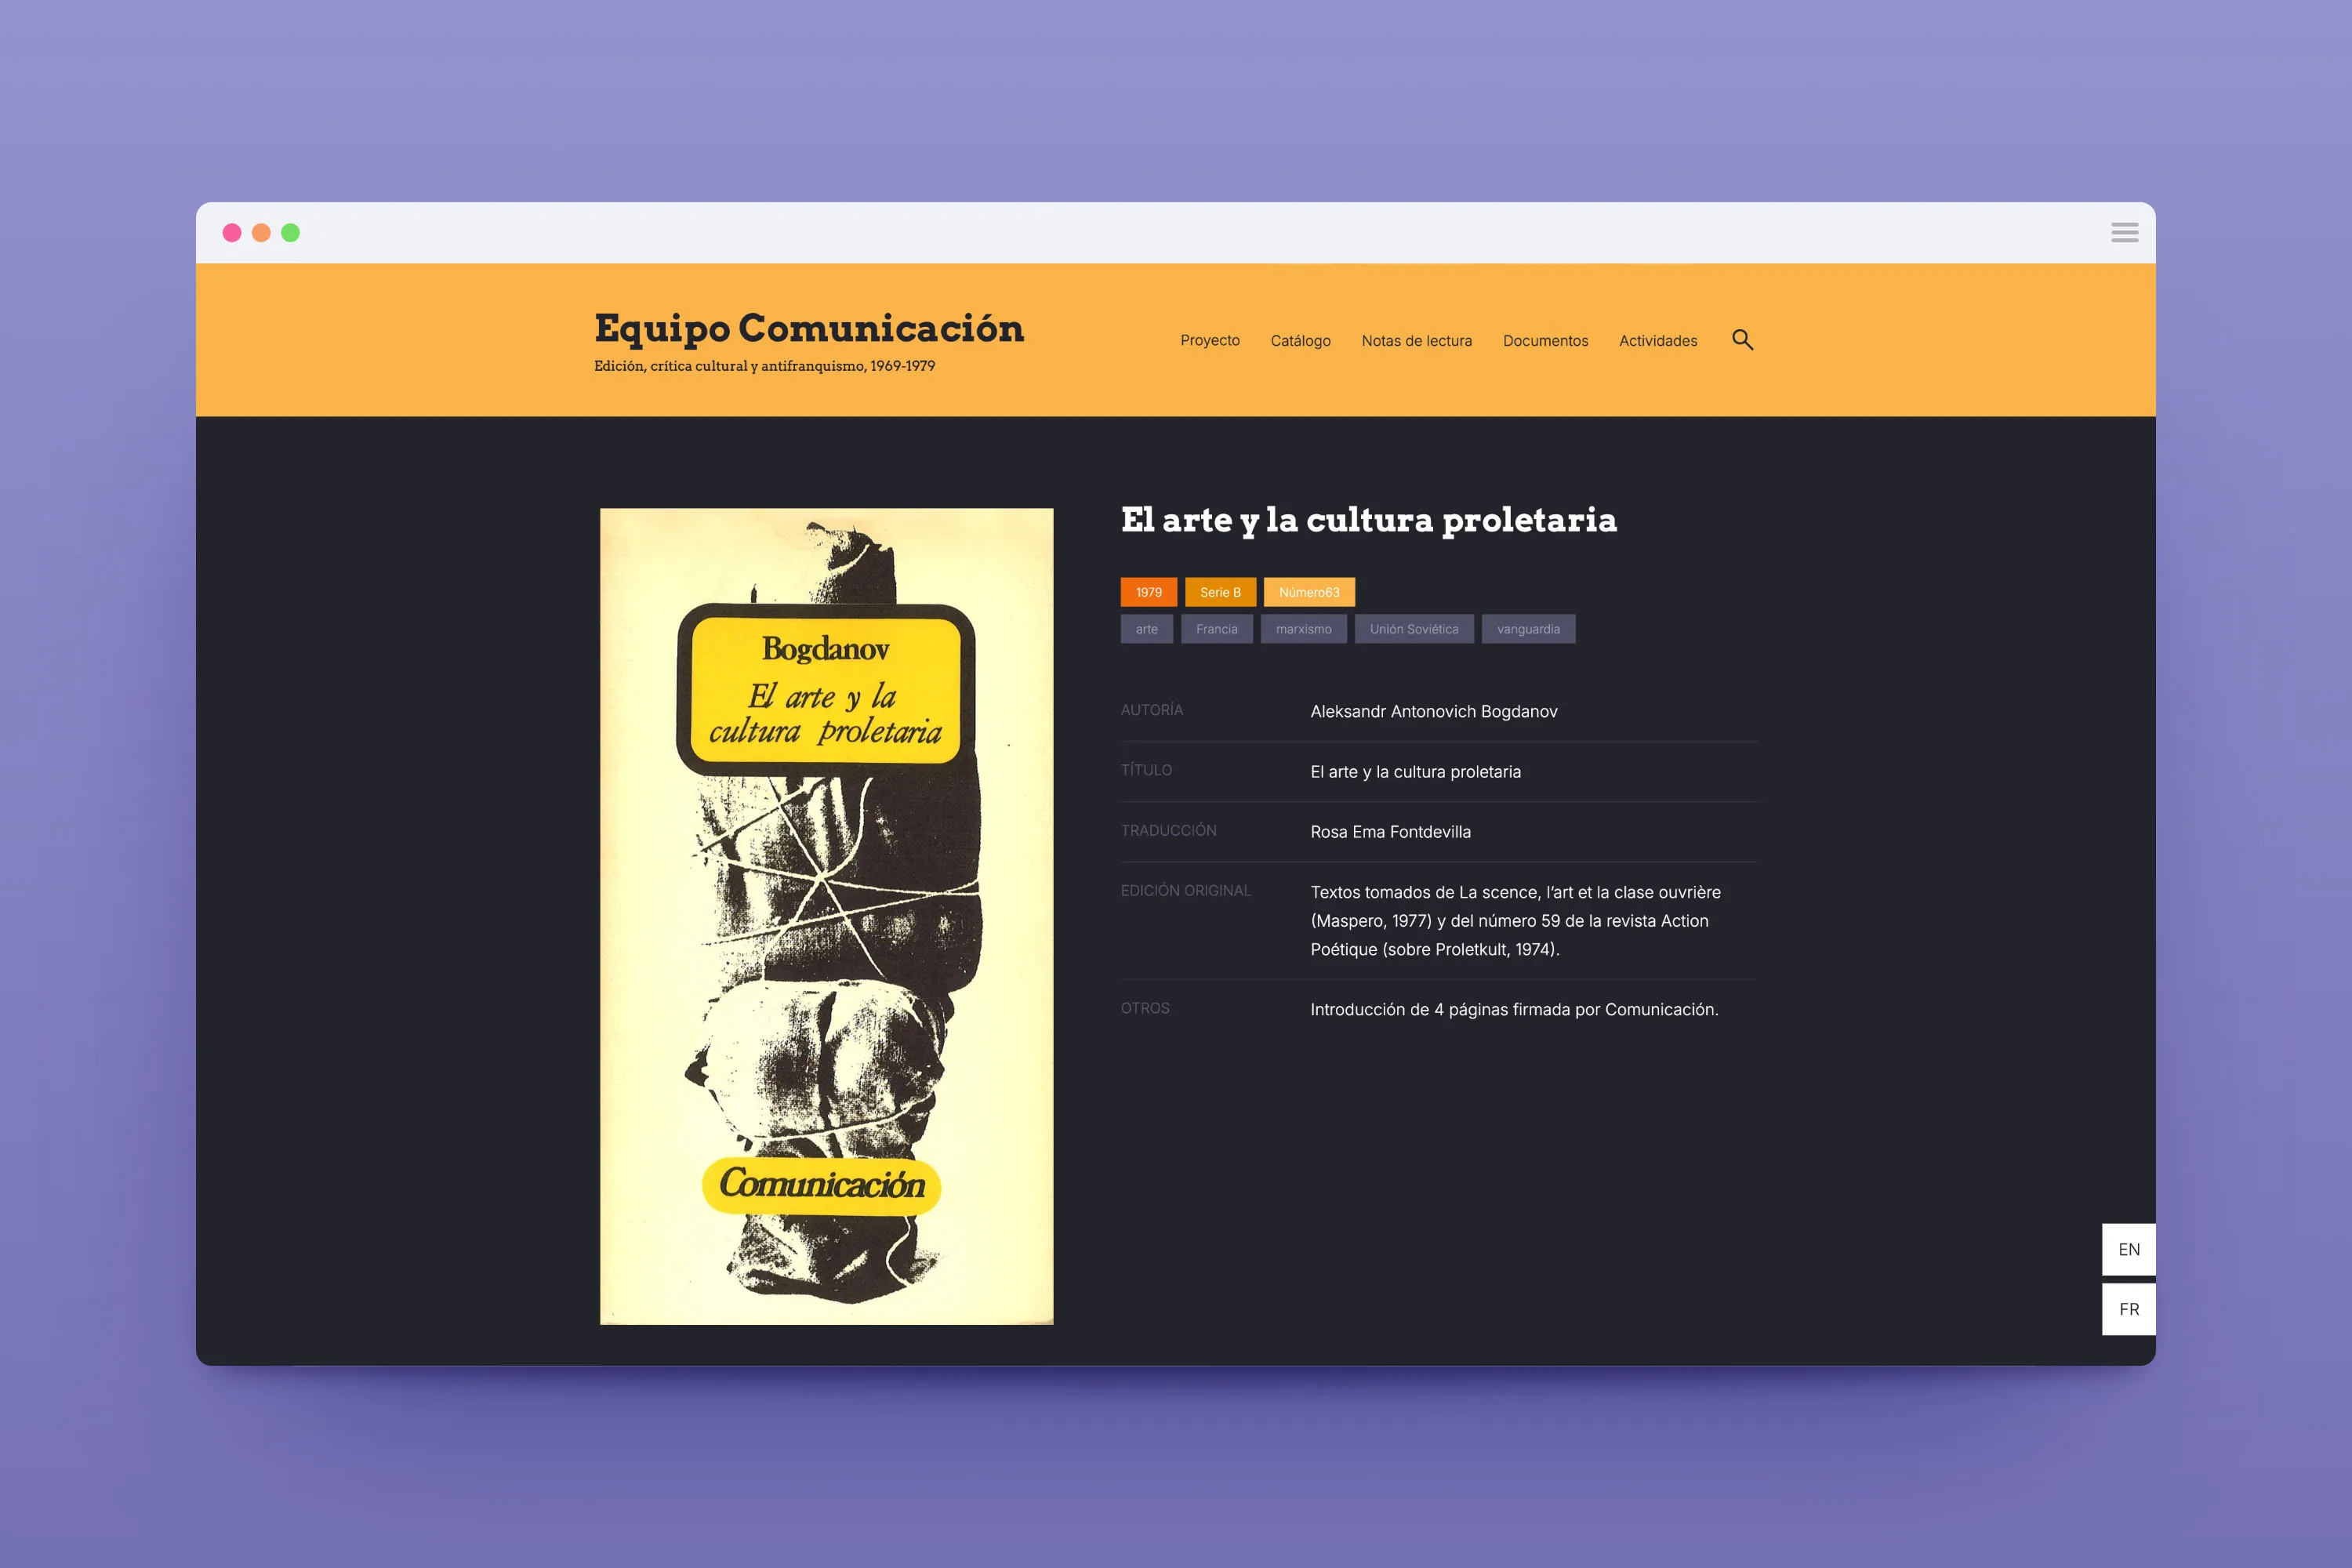 Equipo Comunicación
Edición, crítica cultural y antifranquismo, 1969-1979
Proyecto
Catálogo
Notas de lectura
Documentos
Actividades
Bogdanov
El arte y la
cultura proletaria
Comunicación
El arte y la cultura proletaria
1979
Serie B
Número63
arte
Francia
marxismo
Unión Soviética
vanguardia
AUTORÍA
Aleksandr Antonovich Bogdanov
TÍTULO
El arte y la cultura proletaria
TRADUCCIÓN
Rosa Ema Fontdevilla
EDICIÓN ORIGINAL
Textos tomados de La scence, l’art et la clase ouvrière
(Maspero, 1977) y del número 59 de la revista Action
Poétique (sobre Proletkult, 1974).
OTROS
Introducción de 4 páginas firmada por Comunicación.
EN
FR